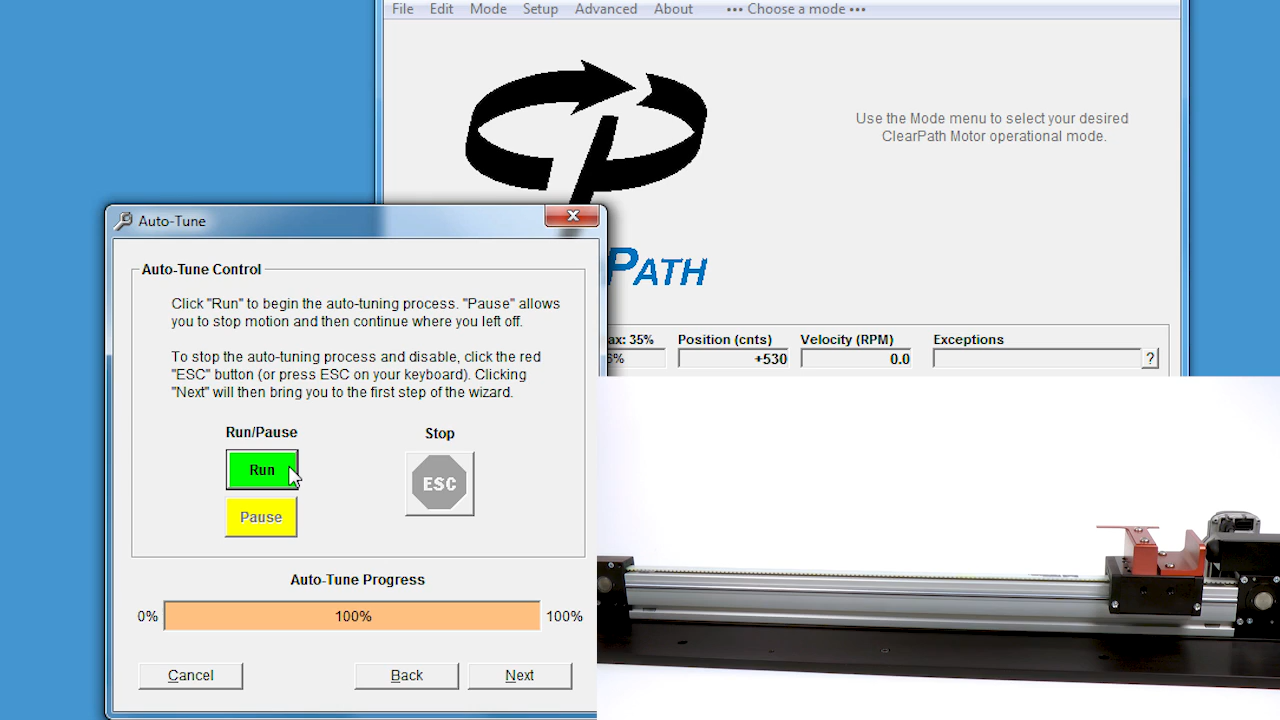 File Edit Mode Setup Advanced About ••• Choose a mode •••
Use the Mode menu to select your desired
ClearPath Motor operational mode.
PATH
Max: 35%
Position (cnts)
Velocity (RPM)
Exceptions
+530
0.0
?
Auto-Tune
Auto-Tune Control
Click "Run" to begin the auto-tuning process. "Pause" allows
you to stop motion and then continue where you left off.
To stop the auto-tuning process and disable, click the red
"ESC" button (or press ESC on your keyboard). Clicking
"Next" will then bring you to the first step of the wizard.
Run/Pause
Stop
Run
ESC
Pause
Auto-Tune Progress
0%
100%
100%
Cancel
Back
Next